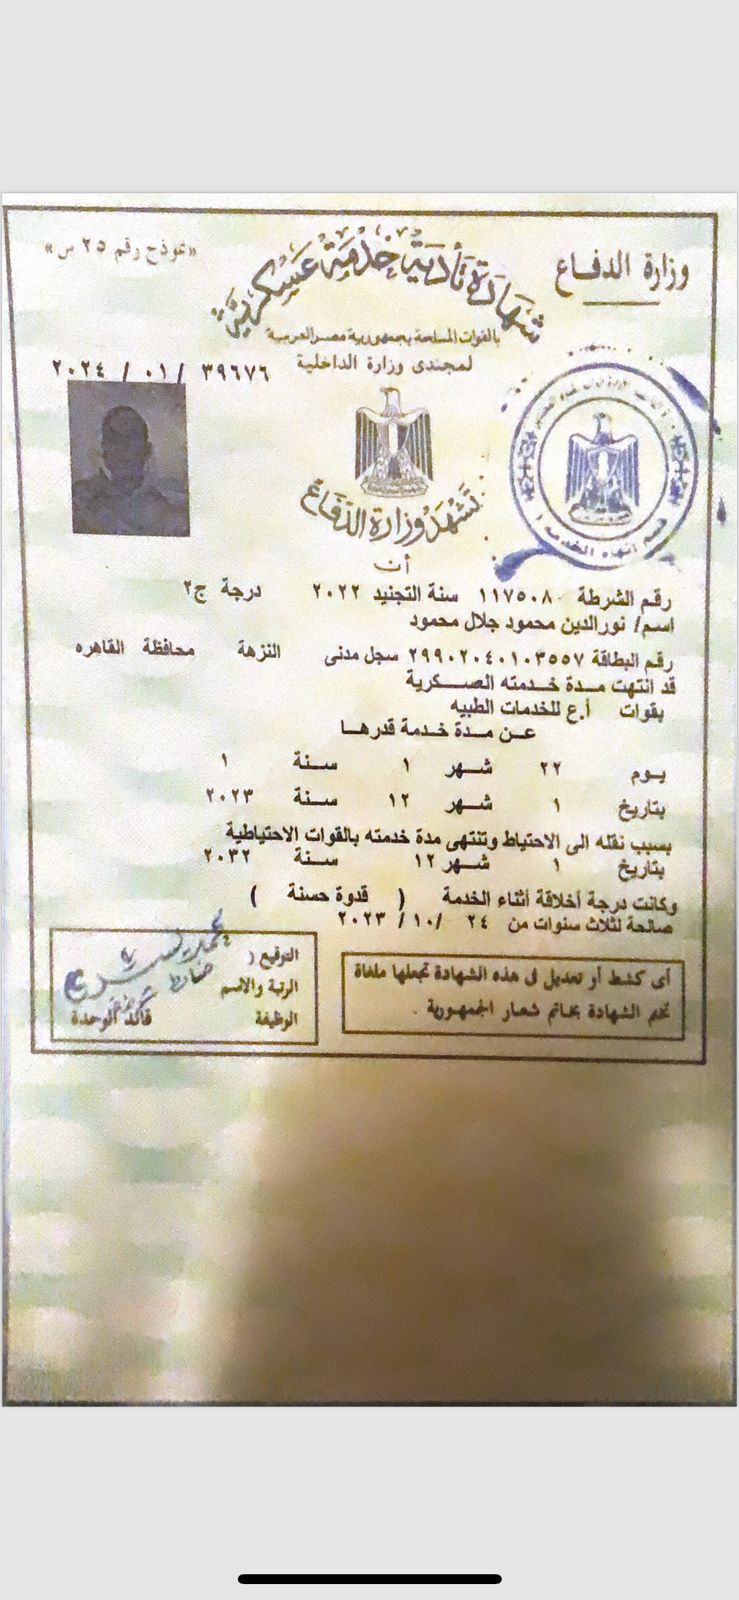 وزارة الدفاع
«نموذج رقم ٢٥ س»
شهادة تأدية خدمة عسكرية
بالقوات المسلحة بجمهورية مصر العربية
لمجندى وزارة الداخلية
٣٩٦٧٦ / ٠١ / ٢٠٢٤
تشهد وزارة الدفاع
أن
رقم الشرطة ١١٧٥٠٨٠ سنة التجنيد ٢٠٢٢ درجة ج٢
اسم/ نورالدين محمود جلال محمود
رقم البطاقة ٢٩٩٠٢٠٤٠١٠٣٥٥٧ سجل مدنى النزهة محافظة القاهره
قد انتهت مدة خدمته العسكرية
بقوات أ.ع للخدمات الطبيه
عن مدة خدمة قدرها
يوم ٢٢ شهر ١ سنة ١
بتاريخ ١ شهر ١٢ سنة ٢٠٢٣
بسبب نقله الى الاحتياط وتنتهى مدة خدمته بالقوات الاحتياطية
بتاريخ ١ شهر ١٢ سنة ٢٠٣٢
وكانت درجة أخلاقة أثناء الخدمة ( قدوة حسنة )
صالحة لثلاث سنوات من ٢٤ /١٠ / ٢٠٢٣
أى كشط أو تعديل فى هذه الشهادة تجعلها ملغاة
تختم الشهادة بخاتم شعار الجمهورية .
التوقيع (
الرتبة والاسم
الوظيفة قائد الوحدة
قسم انهاء الخدمه